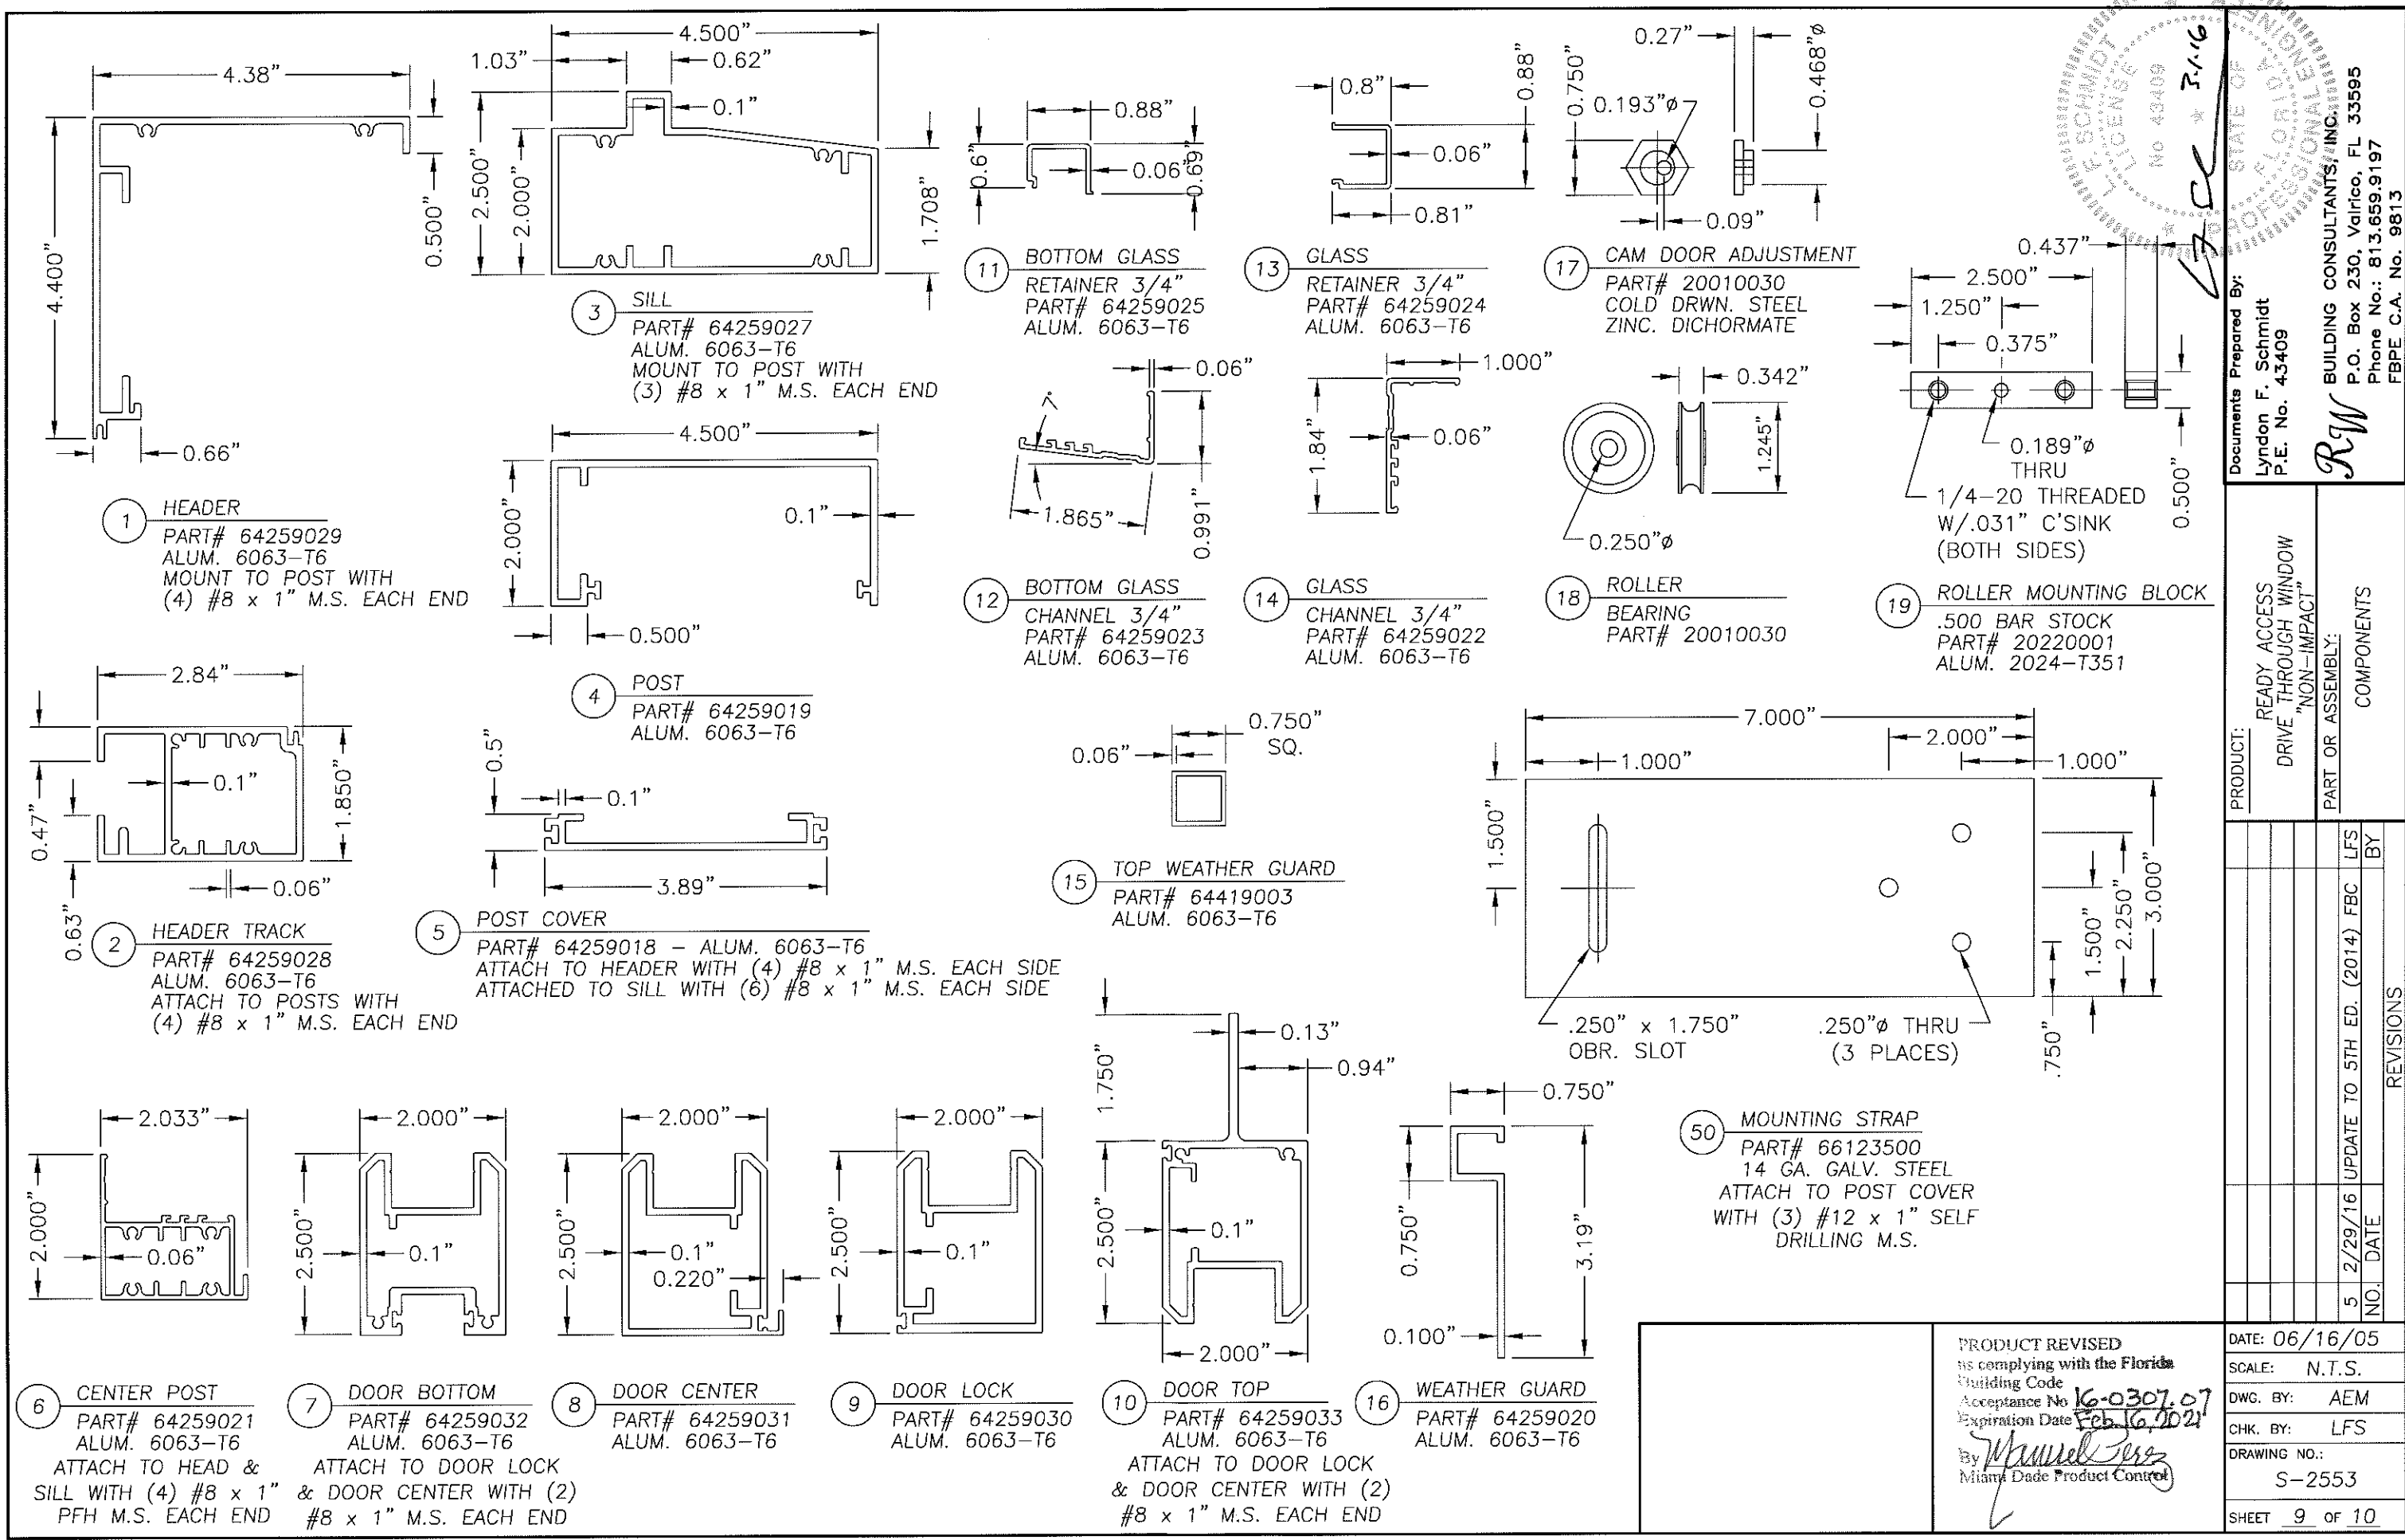 4.38"
4.400"
0.500"
0.66"
1
HEADER
PART# 64259029
ALUM. 6063-T6
MOUNT TO POST WITH
(4) #8 x 1" M.S. EACH END
4.500"
1.03"
0.62"
0.1"
2.500"
2.000"
1.708"
3
SILL
PART# 64259027
ALUM. 6063-T6
MOUNT TO POST WITH
(3) #8 x 1" M.S. EACH END
4.500"
2.000"
0.1"
0.500"
4
POST
PART# 64259019
ALUM. 6063-T6
0.88"
0.6"
0.06"
0.69"
11
BOTTOM GLASS
RETAINER 3/4"
PART# 64259025
ALUM. 6063-T6
0.8"
0.88"
0.06"
0.81"
13
GLASS
RETAINER 3/4"
PART# 64259024
ALUM. 6063-T6
0.27"
0.750"
0.193"ø
0.468"ø
0.09"
17
CAM DOOR ADJUSTMENT
PART# 20010030
COLD DRWN. STEEL
ZINC. DICHORMATE
0.06"
7°
1.865"
0.991"
12
BOTTOM GLASS
CHANNEL 3/4"
PART# 64259023
ALUM. 6063-T6
1.000"
1.84"
0.06"
14
GLASS
CHANNEL 3/4"
PART# 64259022
ALUM. 6063-T6
0.342"
1.245"
0.250"ø
18
ROLLER
BEARING
PART# 20010030
0.437"
2.500"
1.250"
0.375"
0.189"ø
THRU
1/4-20 THREADED
W/.031" C'SINK
(BOTH SIDES)
0.500"
19
ROLLER MOUNTING BLOCK
.500 BAR STOCK
PART# 20220001
ALUM. 2024-T351
2.84"
0.47"
0.1"
1.850"
0.06"
0.63"
2
HEADER TRACK
PART# 64259028
ALUM. 6063-T6
ATTACH TO POSTS WITH
(4) #8 x 1" M.S. EACH END
0.5"
0.1"
3.89"
5
POST COVER
PART# 64259018 - ALUM. 6063-T6
ATTACH TO HEADER WITH (4) #8 x 1" M.S. EACH SIDE
ATTACHED TO SILL WITH (6) #8 x 1" M.S. EACH SIDE
0.750"
SQ.
0.06"
15
TOP WEATHER GUARD
PART# 64419003
ALUM. 6063-T6
7.000"
2.000"
1.000"
1.000"
1.500"
1.500"
2.250"
3.000"
.750"
.250" x 1.750"
OBR. SLOT
.250"ø THRU
(3 PLACES)
50
MOUNTING STRAP
PART# 66123500
14 GA. GALV. STEEL
ATTACH TO POST COVER
WITH (3) #12 x 1" SELF
DRILLING M.S.
2.033"
2.000"
0.06"
6
CENTER POST
PART# 64259021
ALUM. 6063-T6
ATTACH TO HEAD &
SILL WITH (4) #8 x 1"
PFH M.S. EACH END
2.000"
2.500"
0.1"
7
DOOR BOTTOM
PART# 64259032
ALUM. 6063-T6
ATTACH TO DOOR LOCK
& DOOR CENTER WITH (2)
#8 x 1" M.S. EACH END
2.000"
2.500"
0.1"
0.220"
8
DOOR CENTER
PART# 64259031
ALUM. 6063-T6
2.000"
2.500"
0.1"
9
DOOR LOCK
PART# 64259030
ALUM. 6063-T6
1.750"
0.13"
0.94"
2.500"
0.1"
2.000"
10
DOOR TOP
PART# 64259033
ALUM. 6063-T6
ATTACH TO DOOR LOCK
& DOOR CENTER WITH (2)
#8 x 1" M.S. EACH END
0.750"
0.750"
3.19"
0.100"
16
WEATHER GUARD
PART# 64259020
ALUM. 6063-T6
L F SCHMIDT
LICENSE
No 43409
STATE OF
FLORIDA
PROFESSIONAL ENGINEER
3.1.16
Documents Prepared By:
Lyndon F. Schmidt
P.E. No. 43409
RW
BUILDING CONSULTANTS, INC.
P.O. Box 230, Valrico, FL 33595
Phone No.: 813.659.9197
FBPE C.A. No. 9813
PRODUCT:
READY ACCESS
DRIVE THROUGH WINDOW
"NON-IMPACT"
PART OR ASSEMBLY:
COMPONENTS
5 2/29/16 UPDATE TO 5TH ED. (2014) FBC LFS
NO. DATE REVISIONS BY
PRODUCT REVISED
as complying with the Florida
Building Code
Acceptance No 16-0307.07
Expiration Date Feb 16, 2021
By Manuel Perez
Miami Dade Product Control
DATE: 06/16/05
SCALE: N.T.S.
DWG. BY: AEM
CHK. BY: LFS
DRAWING NO.:
S-2553
SHEET 9 OF 10